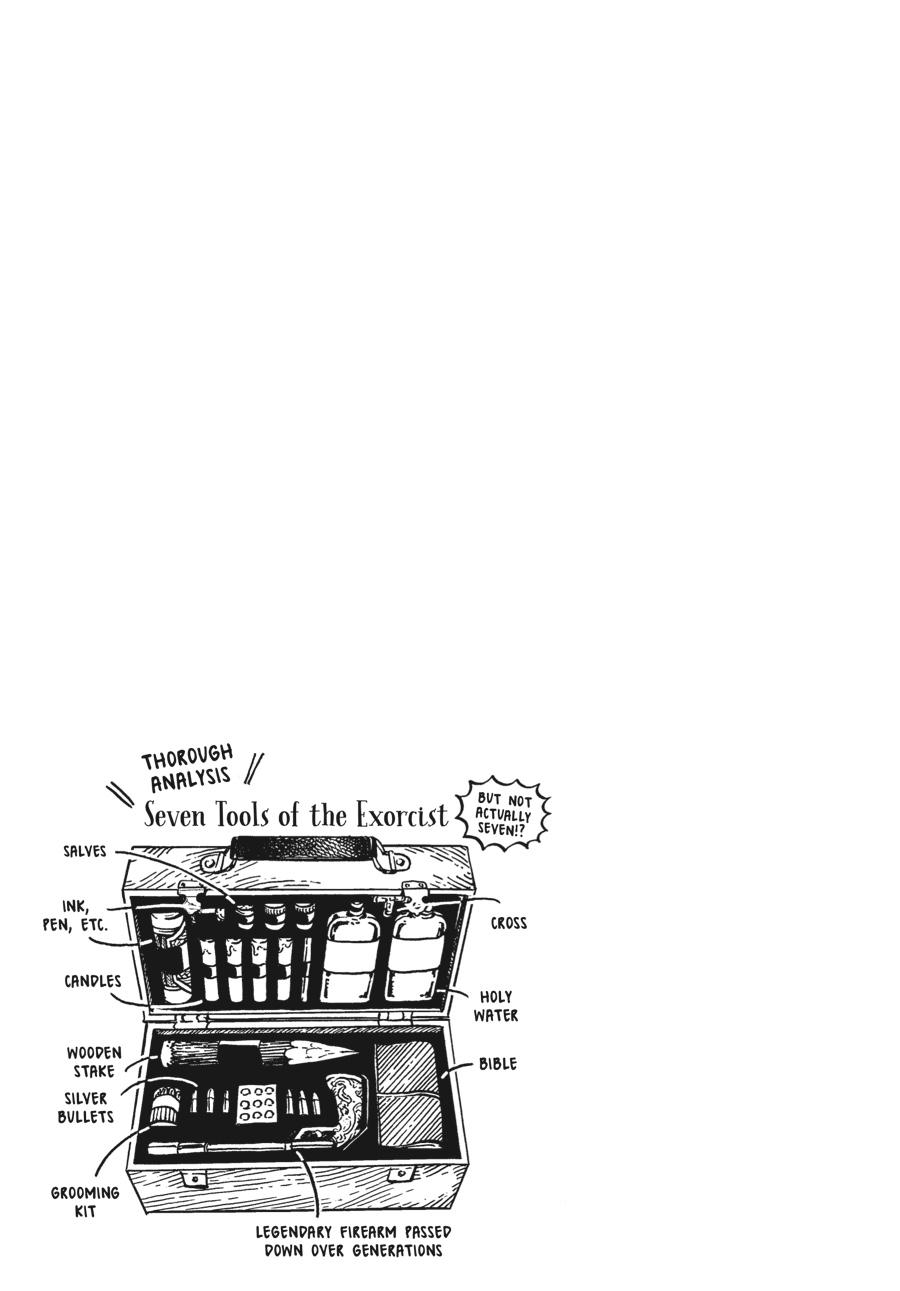 THOROUGH
ANALYSIS
Seven Tools of the Exorcist
BUT NOT
ACTUALLY
SEVEN!?
SALVES
INK,
PEN, ETC.
CROSS
CANDLES
HOLY
WATER
WOODEN
STAKE
BIBLE
SILVER
BULLETS
GROOMING
KIT
LEGENDARY FIREARM PASSED
DOWN OVER GENERATIONS